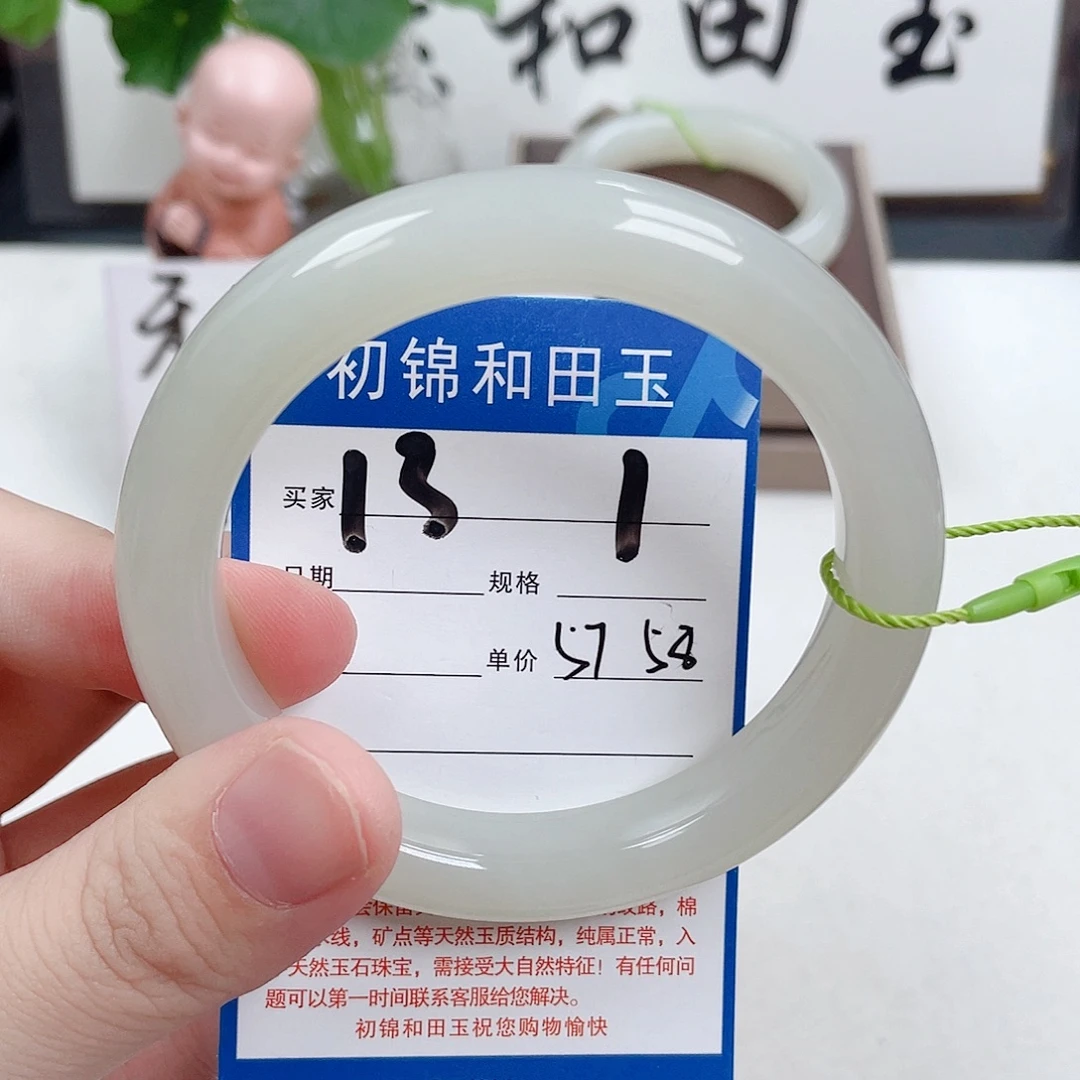 和田玉
初锦和田玉
买家 13 1
日期 规格
单价 57 58
棉
线,矿点等天然玉质结构,纯属正常,入
天然玉石珠宝,需接受大自然特征!有任何问
题可以第一时间联系客服给您解决。
初锦和田玉祝您购物愉快